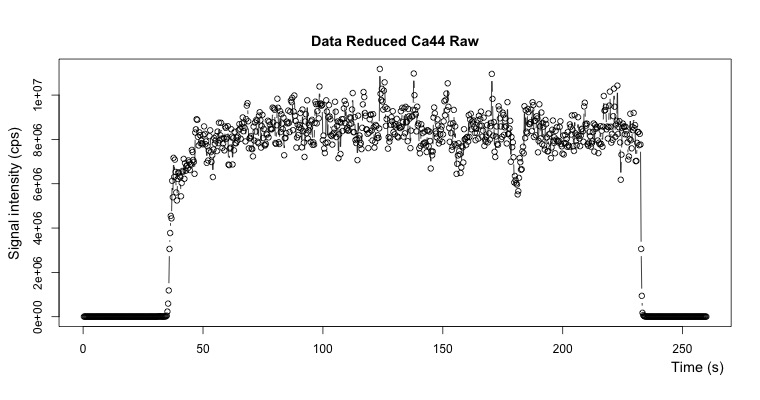 Data Reduced Ca44 Raw
Signal intensity (cps)
1e+07
8e+06
6e+06
4e+06
2e+06
0e+00
0 50 100 150 200 250
Time (s)